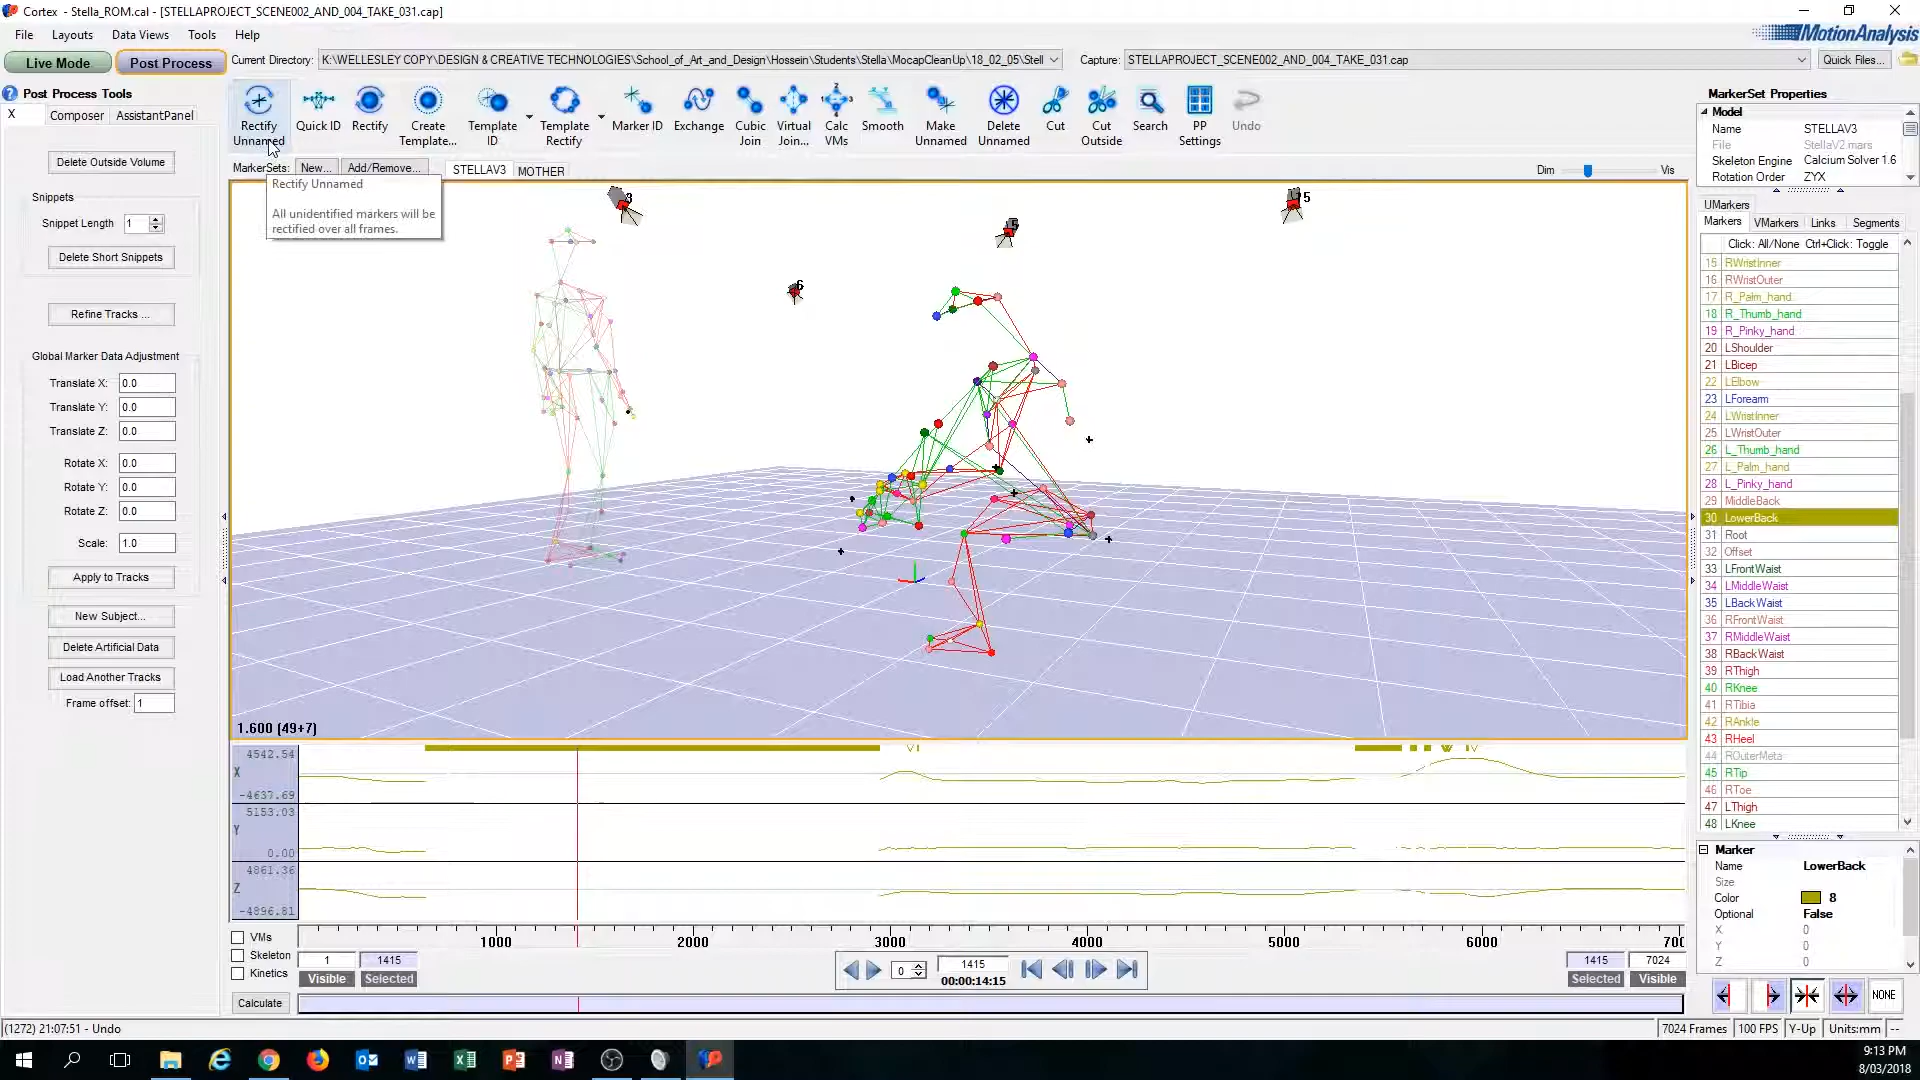 Cortex - Stella_ROM.cal - [STELLAPROJECT_SCENE002_AND_004_TAKE_031.cap]
File Layouts Data Views Tools Help
MotionAnalysis
Live Mode Post Process Current Directory: K:\WELLESLEY COPY\DESIGN & CREATIVE TECHNOLOGIES\School_of_Art_and_Design\Hossein\Students\Stella\MocapCleanUp\18_02_05\Stell Capture: STELLAPROJECT_SCENE002_AND_004_TAKE_031.cap Quick Files...
Post Process Tools
X Composer AssistantPanel
Rectify Unnamed
Quick ID
Rectify
Create Template...
Template ID
Template Rectify
Marker ID
Exchange
Cubic Join
Virtual Join...
Calc VMs
Smooth
Make Unnamed
Delete Unnamed
Cut
Cut Outside
Search
PP Settings
Undo
MarkerSets: New... Add/Remove... STELLAV3 MOTHER Dim Vis
Rectify Unnamed
All unidentified markers will be
rectified over all frames.
Delete Outside Volume
Snippets
Snippet Length 1
Delete Short Snippets
Refine Tracks ...
Global Marker Data Adjustment
Translate X: 0.0
Translate Y: 0.0
Translate Z: 0.0
Rotate X: 0.0
Rotate Y: 0.0
Rotate Z: 0.0
Scale: 1.0
Apply to Tracks
New Subject...
Delete Artificial Data
Load Another Tracks
Frame offset: 1
3
6
5
1.600 (49+7)
4542.54
X
-4637.69
5153.03
Y
0.00
4861.36
Z
-4896.81
VMs
Skeleton
Kinetics
Calculate
1000 2000 3000 4000 5000 6000 700
1 1415
Visible Selected
0 1415
00:00:14:15
1415 7024
Selected Visible
MarkerSet Properties
Model
Name STELLAV3
File StellaV2.mars
Skeleton Engine Calcium Solver 1.6
Rotation Order ZYX
UMarkers
Markers VMarkers Links Segments
Click: All/None Ctrl+Click: Toggle
15 RWristInner
16 RWristOuter
17 R_Palm_hand
18 R_Thumb_hand
19 R_Pinky_hand
20 LShoulder
21 LBicep
22 LElbow
23 LForearm
24 LWristInner
25 LWristOuter
26 L_Thumb_hand
27 L_Palm_hand
28 L_Pinky_hand
29 MiddleBack
30 LowerBack
31 Root
32 Offset
33 LFrontWaist
34 LMiddleWaist
35 LBackWaist
36 RFrontWaist
37 RMiddleWaist
38 RBackWaist
39 RThigh
40 RKnee
41 RTibia
42 RAnkle
43 RHeel
44 ROuterMeta
45 RTip
46 RToe
47 LThigh
48 LKnee
Marker
Name LowerBack
Size
Color 8
Optional False
X 0
Y 0
Z 0
NONE
(1272) 21:07:51 - Undo
7024 Frames 100 FPS Y-Up Units:mm --
9:13 PM
8/03/2018